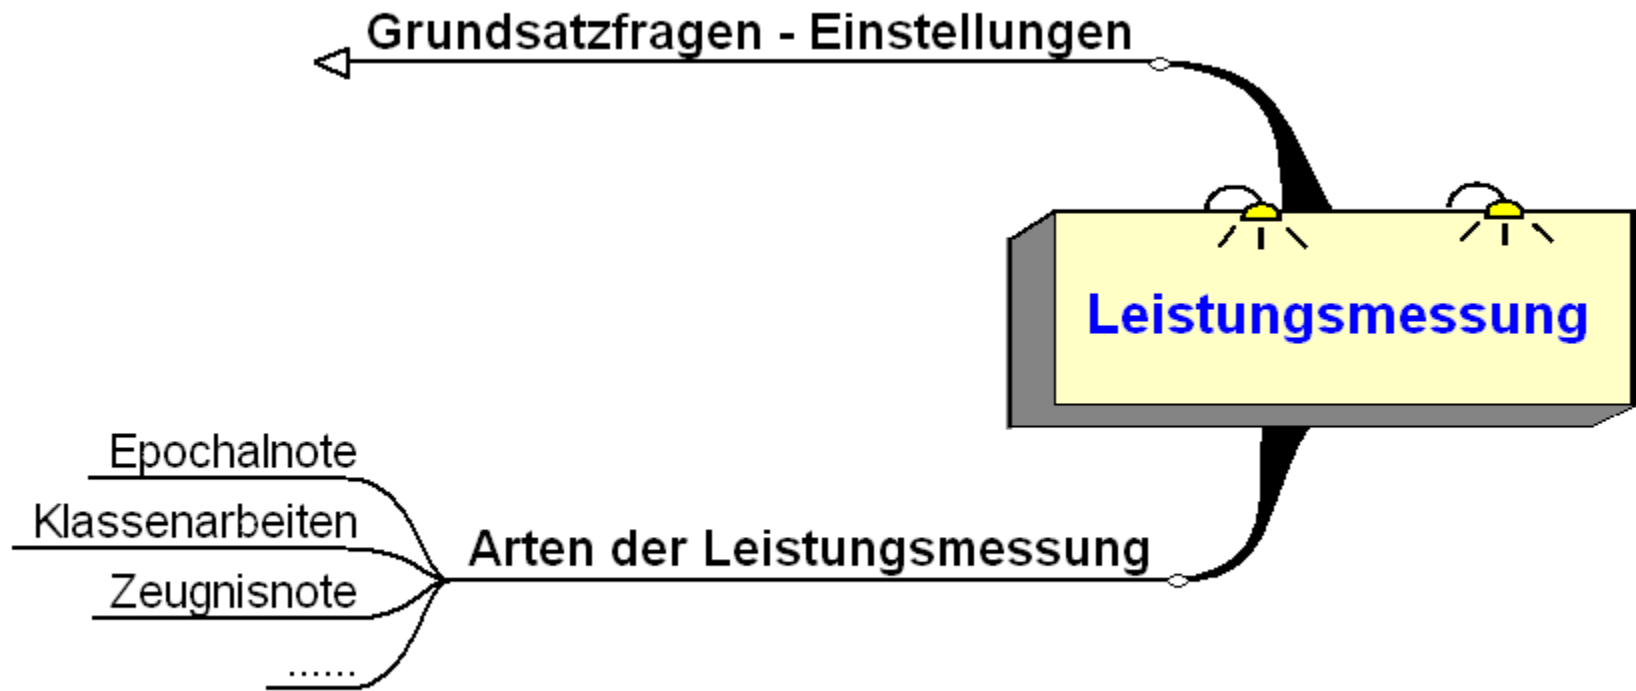 Grundsatzfragen - Einstellungen
Leistungsmessung
Epochalnote
Klassenarbeiten
Arten der Leistungsmessung
Zeugnisnote
......